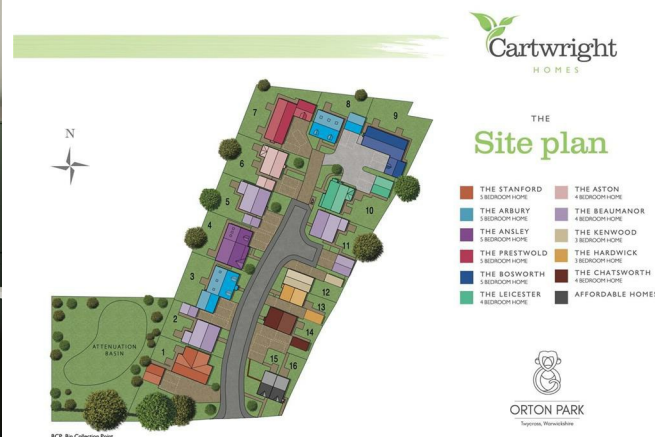 Cartwright
HOMES
THE
Site plan
N
7
8
9
6
5
10
4
11
3
12
13
2
14
1
15
16
ATTENUATION
BASIN
THE STANFORD
5 BEDROOM HOME
THE ARBURY
5 BEDROOM HOME
THE ANSLEY
5 BEDROOM HOME
THE PRESTWOLD
5 BEDROOM HOME
THE BOSWORTH
5 BEDROOM HOME
THE LEICESTER
4 BEDROOM HOME
THE ASTON
4 BEDROOM HOME
THE BEAUMANOR
4 BEDROOM HOME
THE KENWOOD
3 BEDROOM HOME
THE HARDWICK
3 BEDROOM HOME
THE CHATSWORTH
4 BEDROOM HOME
AFFORDABLE HOMES
ORTON PARK
Twycross, Warwickshire
BCP Bin Collection Point